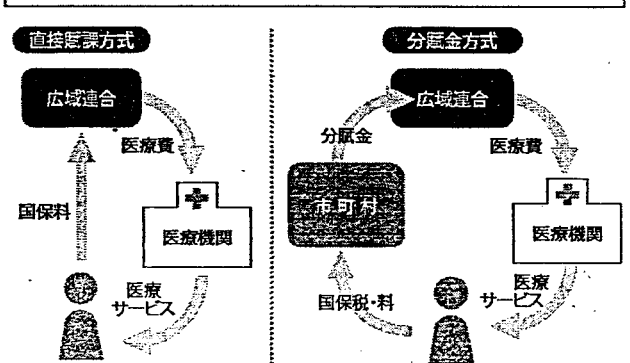 直接賦課方式
広域連合
医療費
国保料
医療機関
医療
サービス
分賦金方式
広域連合
分賦金
医療費
市町村
医療機関
国保税・料
医療
サービス